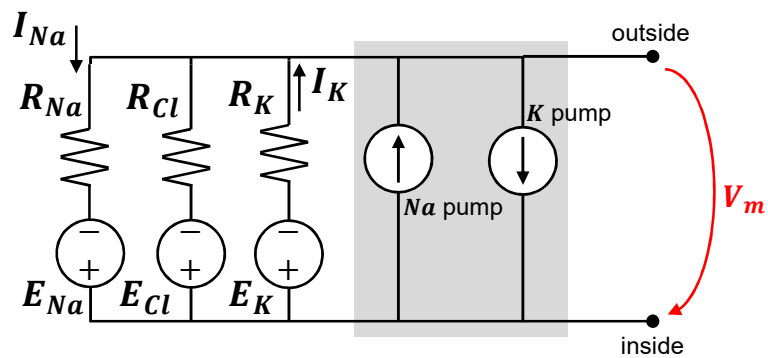 I_Na
outside
R_Na
R_Cl
R_K
I_K
K pump
Na pump
V_m
−
−
−
+
+
+
E_Na
E_Cl
E_K
inside